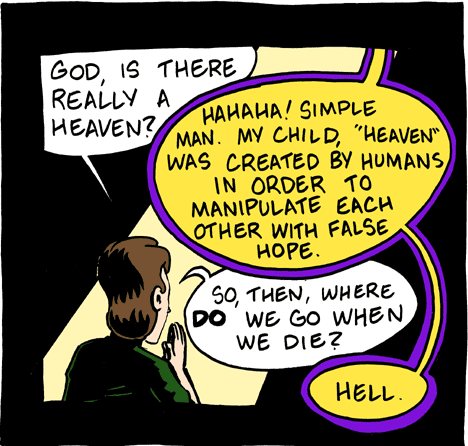 GOD, IS THERE
REALLY A
HEAVEN?
HAHAHA! SIMPLE
MAN. MY CHILD, "HEAVEN"
WAS CREATED BY HUMANS
IN ORDER TO
MANIPULATE EACH
OTHER WITH FALSE
HOPE.
SO, THEN, WHERE
DO WE GO WHEN
WE DIE?
HELL.